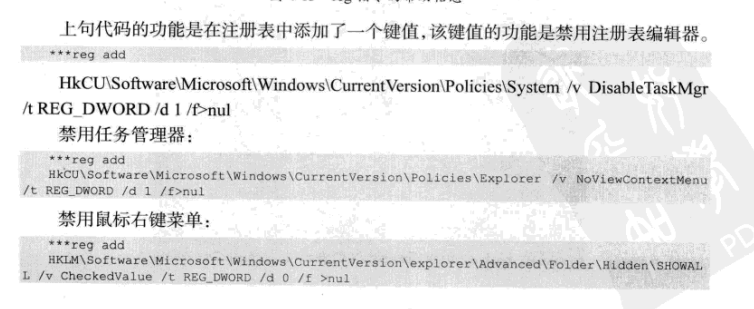 上句代码的功能是在注册表中添加了一个键值,该键值的功能是禁用注册表编辑器。
***reg add
HkCU\Software\Microsoft\Windows\CurrentVersion\Policies\System /v DisableTaskMgr
/t REG_DWORD /d 1 /f>nul
禁用任务管理器:
***reg add
HkCU\Software\Microsoft\Windows\CurrentVersion\Policies\Explorer /v NoViewContextMenu
/t REG_DWORD /d 1 /f>nul
禁用鼠标右键菜单:
***reg add
HKLM\Software\Microsoft\Windows\CurrentVersion\explorer\Advanced\Folder\Hidden\SHOWAL
L /v CheckedValue /t REG_DWORD /d 0 /f >nul
PD